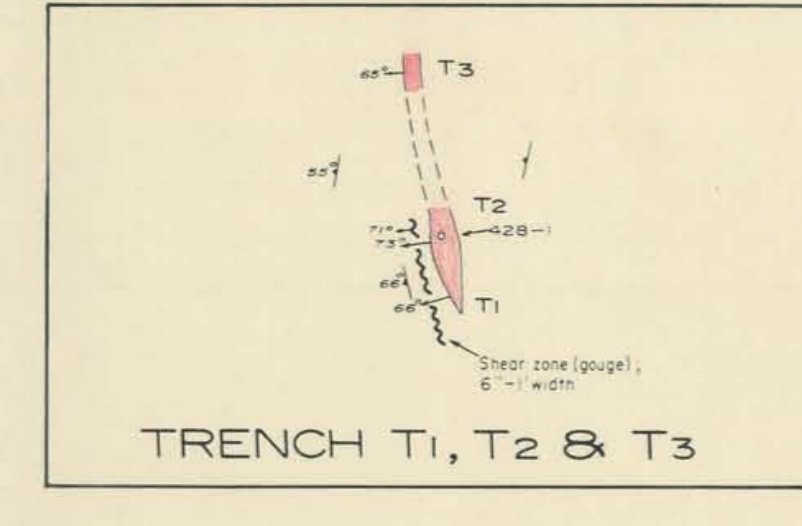 65° T3
55°
T2
71° 428-1
73°
66°
66° T1
Shear zone (gouge);
6"-1' width
TRENCH T1, T2 & T3